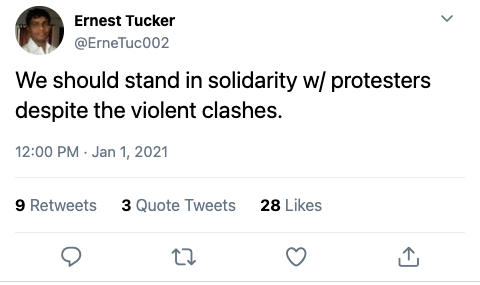 Ernest Tucker
@ErneTuc002
We should stand in solidarity w/ protesters
despite the violent clashes.
12:00 PM · Jan 1, 2021
9 Retweets 3 Quote Tweets 28 Likes